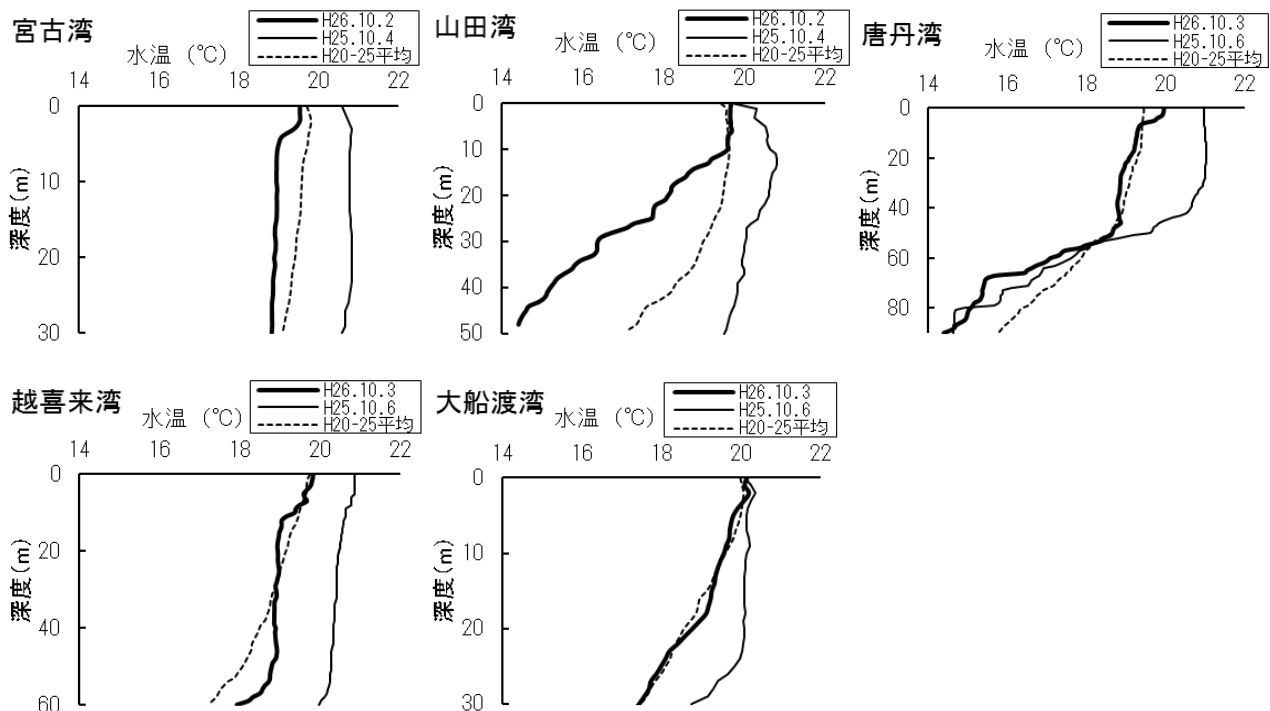 宮古湾
H26.10.2
H25.10.4
H20-25平均
水温 (℃)
14 16 18 20 22
深度(m)
0
10
20
30
山田湾
H26.10.2
H25.10.4
H20-25平均
水温 (℃)
14 16 18 20 22
深度(m)
0
10
20
30
40
50
唐丹湾
H26.10.3
H25.10.6
H20-25平均
水温 (℃)
14 16 18 20 22
深度(m)
0
20
40
60
80
越喜来湾
H26.10.3
H25.10.6
H20-25平均
水温 (℃)
14 16 18 20 22
深度(m)
0
20
40
60
大船渡湾
H26.10.3
H25.10.6
H20-25平均
水温 (℃)
14 16 18 20 22
深度(m)
0
10
20
30